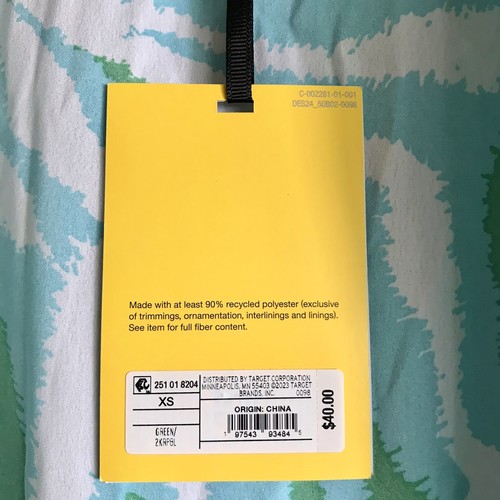 C-002281-01-001
DES24_50B02-0098
Made with at least 90% recycled polyester (exclusive
of trimmings, ornamentation, interlinings and linings).
See item for full fiber content.
251 01 8204
XS
GREEN/
2KAPBL
DISTRIBUTED BY TARGET CORPORATION
MINNEAPOLIS, MN 55403 ©2023 TARGET
BRANDS, INC. 0098
ORIGIN: CHINA
1 97543 93484 5
$40.00